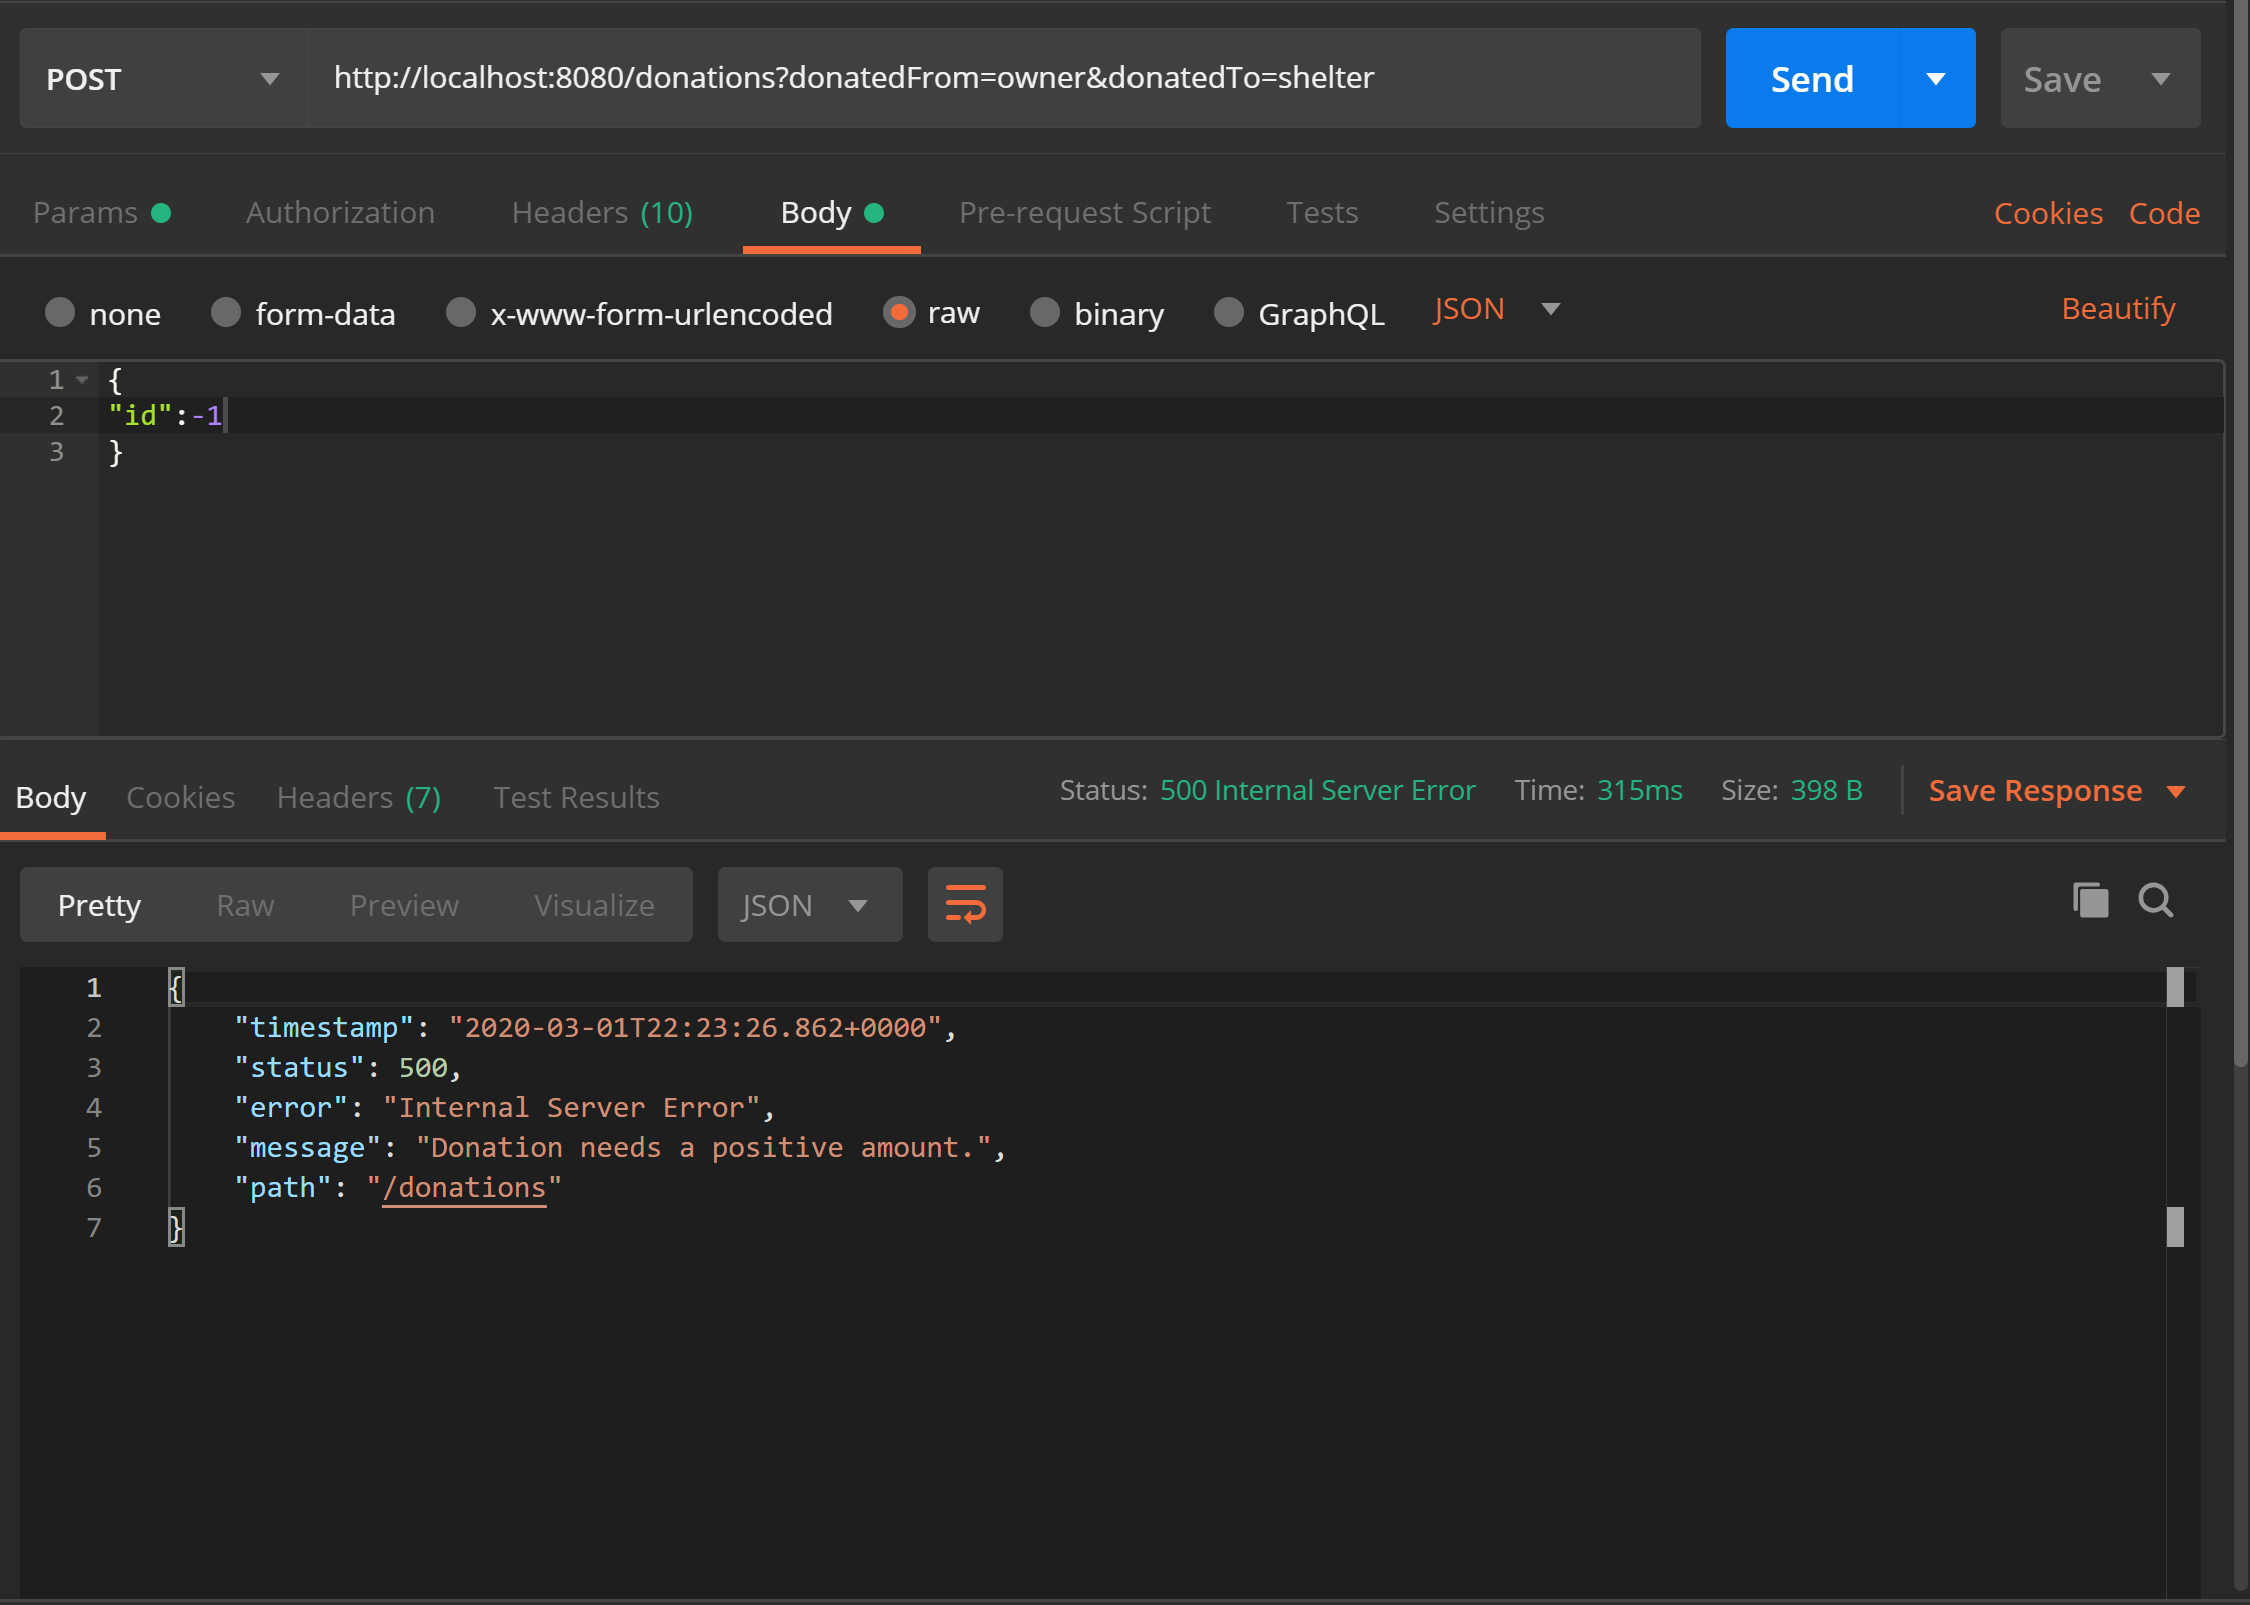 POST http://localhost:8080/donations?donatedFrom=owner&donatedTo=shelter Send Save
Params Authorization Headers (10) Body Pre-request Script Tests Settings Cookies Code
none form-data x-www-form-urlencoded raw binary GraphQL JSON Beautify
1 {
2 "id":-1
3 }
Body Cookies Headers (7) Test Results Status: 500 Internal Server Error Time: 315ms Size: 398 B Save Response
Pretty Raw Preview Visualize JSON
1 {
2 "timestamp": "2020-03-01T22:23:26.862+0000",
3 "status": 500,
4 "error": "Internal Server Error",
5 "message": "Donation needs a positive amount.",
6 "path": "/donations"
7 }